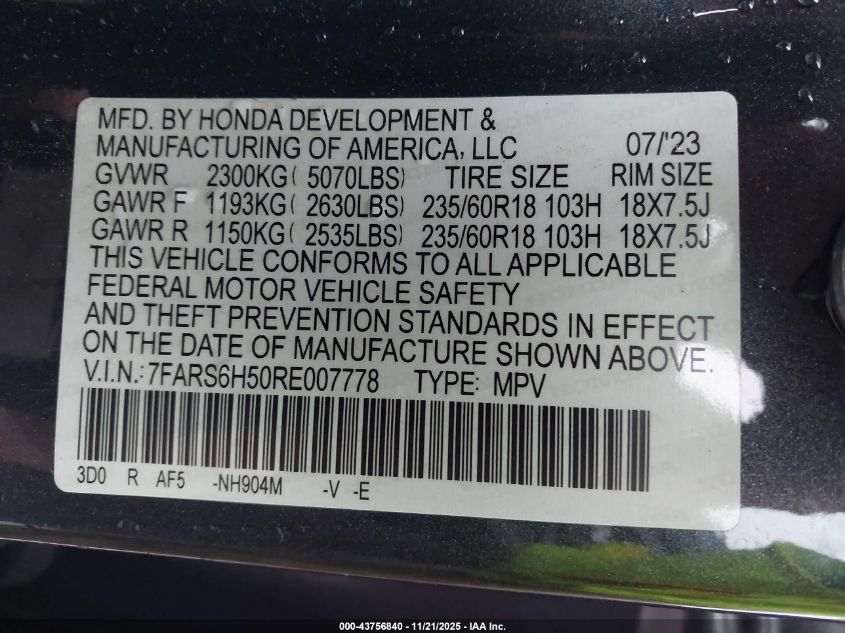 MFD. BY HONDA DEVELOPMENT &
MANUFACTURING OF AMERICA, LLC 07/'23
GVWR 2300KG( 5070LBS) TIRE SIZE RIM SIZE
GAWR F 1193KG( 2630LBS) 235/60R18 103H 18X7.5J
GAWR R 1150KG( 2535LBS) 235/60R18 103H 18X7.5J
THIS VEHICLE CONFORMS TO ALL APPLICABLE
FEDERAL MOTOR VEHICLE SAFETY
AND THEFT PREVENTION STANDARDS IN EFFECT
ON THE DATE OF MANUFACTURE SHOWN ABOVE.
V.I.N.:7FARS6H50RE007778 TYPE: MPV
3D0 R AF5 -NH904M -V -E
000-43756840 - 11/21/2025 - IAA Inc.